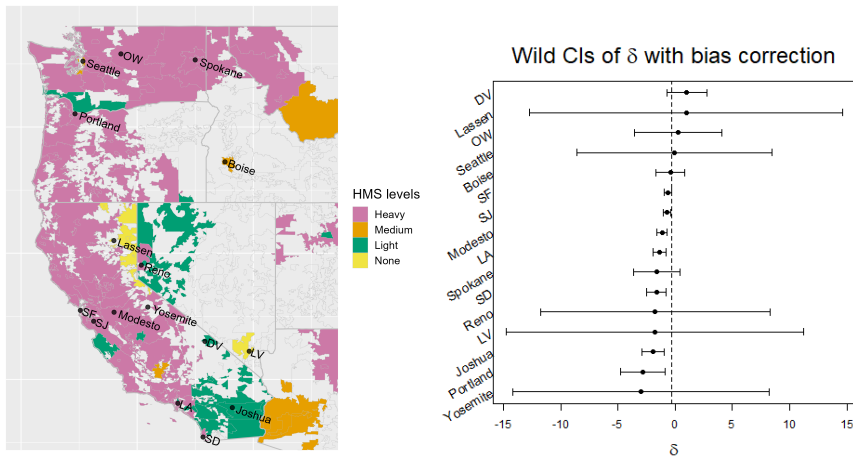 OW
Seattle
Spokane
Portland
Boise
Lassen
Reno
Yosemite
SF
SJ
Modesto
DV
LV
LA
Joshua
SD
HMS levels
Heavy
Medium
Light
None
Wild CIs of δ with bias correction
DV
Lassen
OW
Seattle
Boise
SF
SJ
Modesto
LA
Spokane
SD
Reno
LV
Joshua
Portland
Yosemite
-15 -10 -5 0 5 10 15
δ